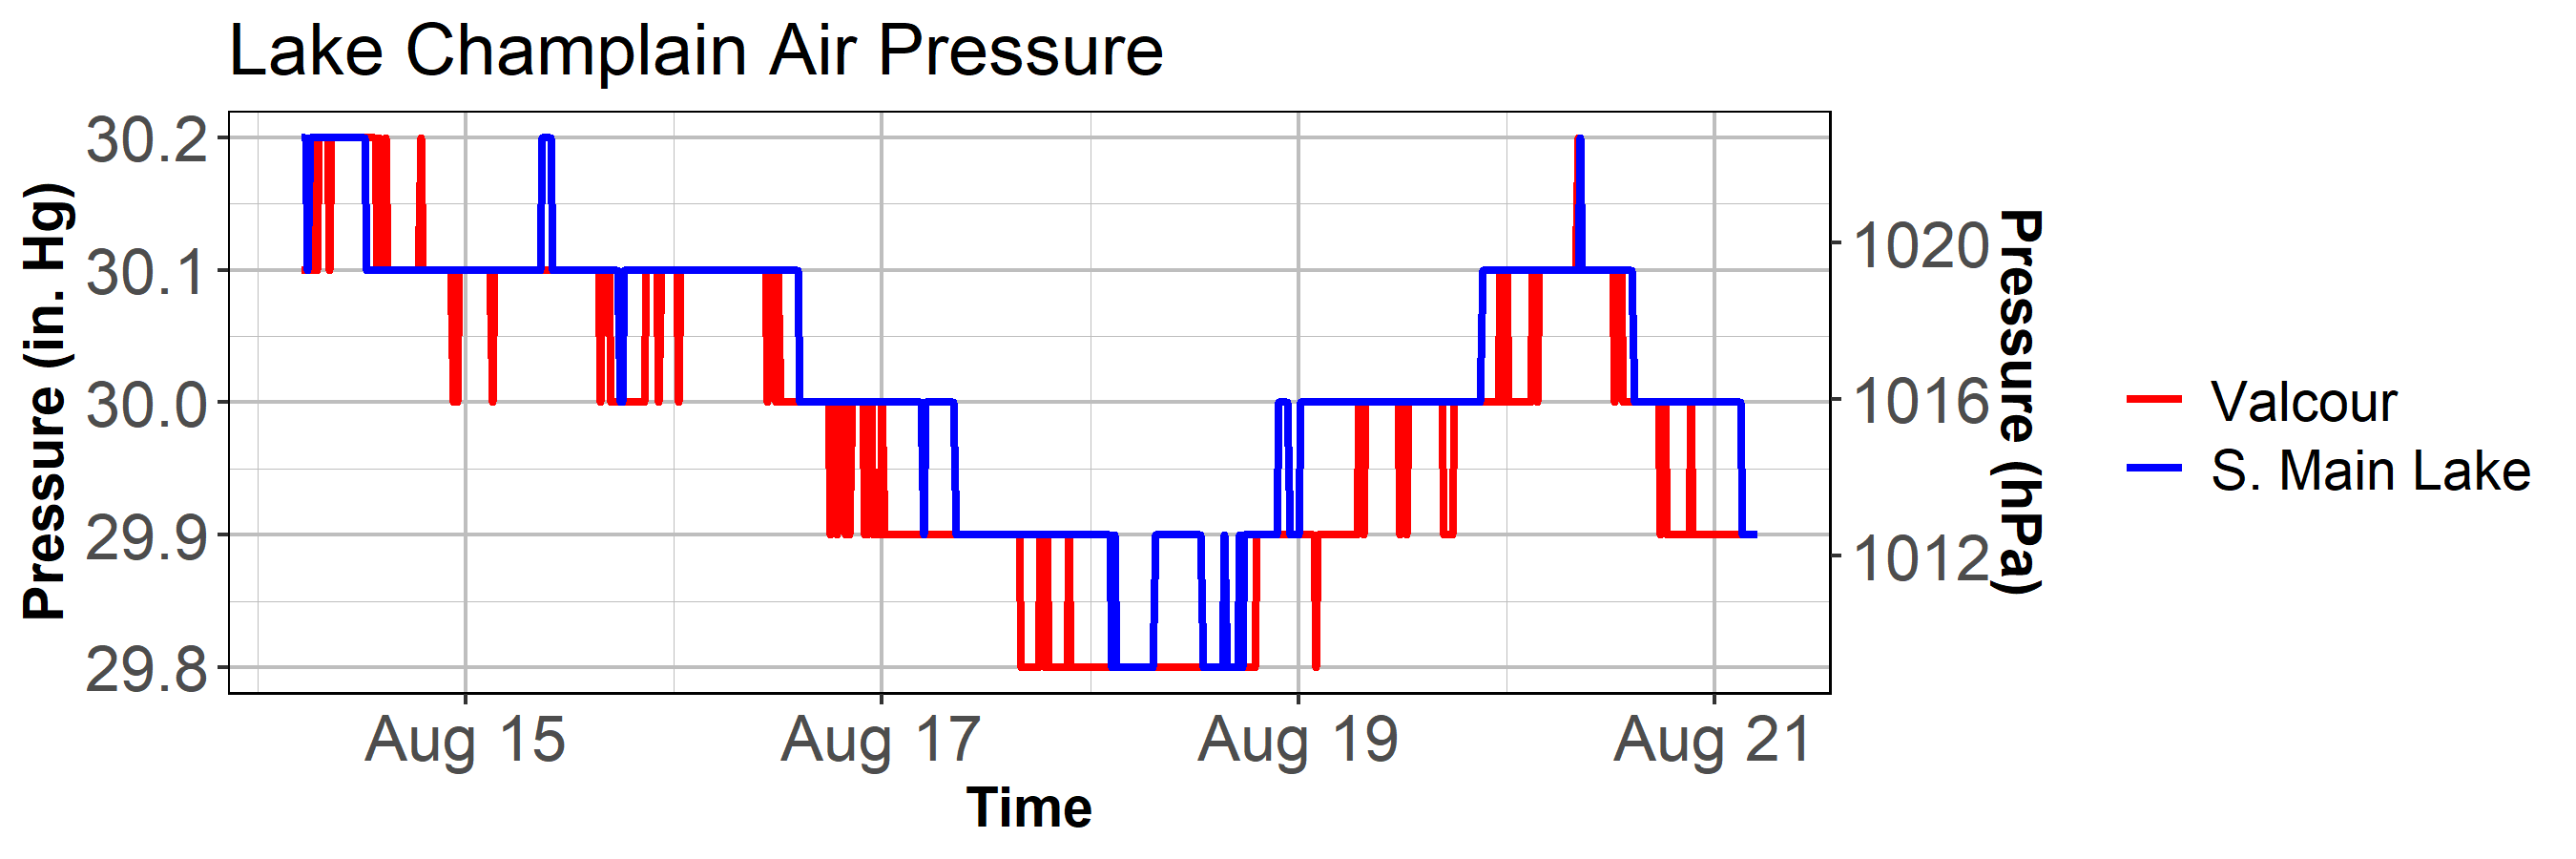 Lake Champlain Air Pressure
Pressure (in. Hg)
30.2
30.1
30.0
29.9
29.8
1020
1016
1012
Pressure (hPa)
Valcour
S. Main Lake
Aug 15
Aug 17
Aug 19
Aug 21
Time